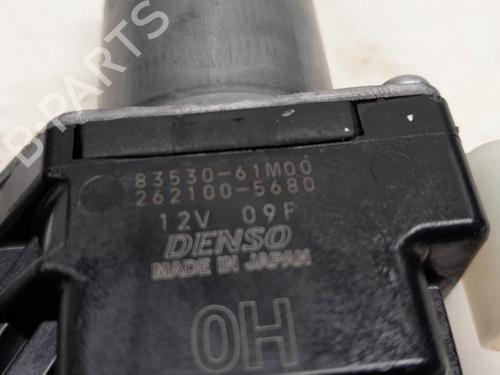 B-PARTS
83530-61M00
262100-5680
12V 09F
DENSO
MADE IN JAPAN
0H